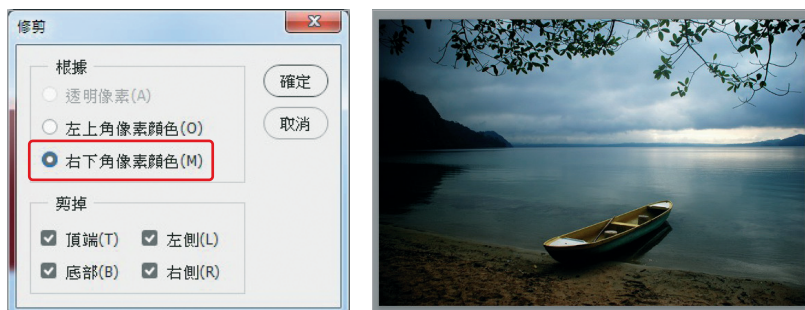 修剪
根據
透明像素(A)
左上角像素顏色(O)
右下角像素顏色(M)
確定
取消
剪掉
頂端(T) 左側(L)
底部(B) 右側(R)